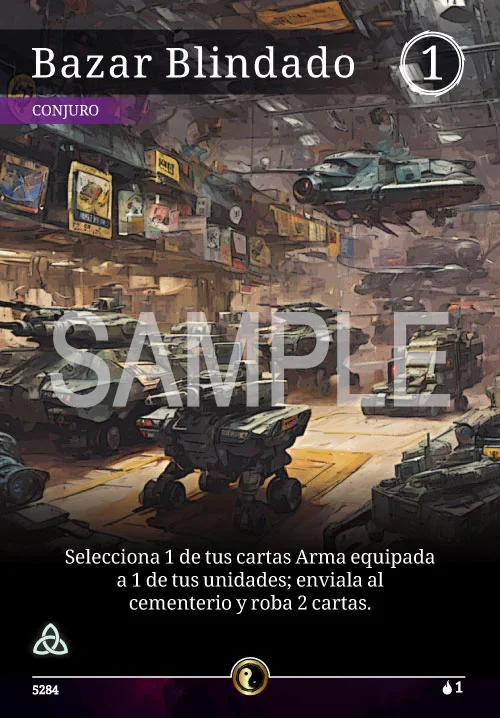 Bazar Blindado
1
CONJURO
SAMPLE
Selecciona 1 de tus cartas Arma equipada
a 1 de tus unidades; enviala al
cementerio y roba 2 cartas.
5284
1